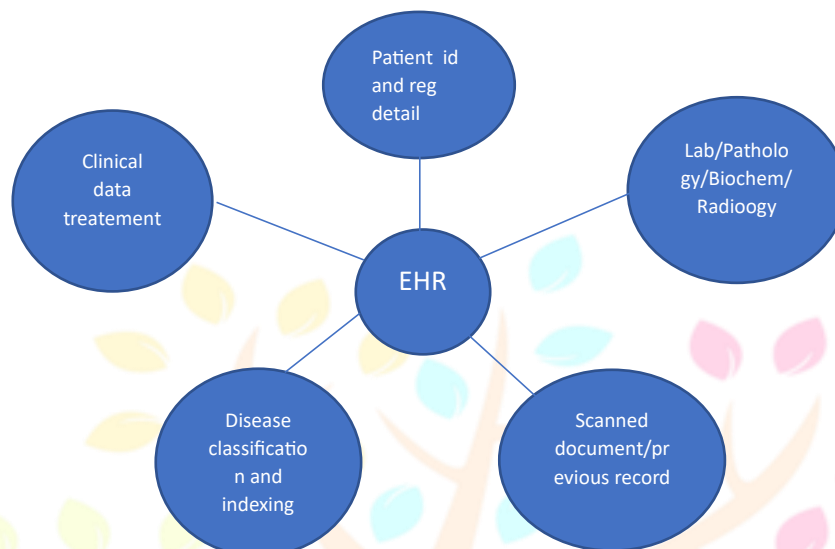 Patient id
and reg
detail
Clinical
data
treatement
Lab/Patholo
gy/Biochem/
Radioogy
EHR
Disease
classificatio
n and
indexing
Scanned
document/pr
evious record